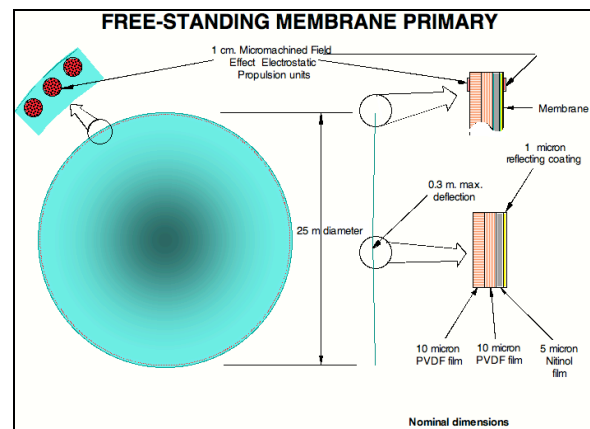 FREE-STANDING MEMBRANE PRIMARY
1 cm. Micromachined Field
Effect Electrostatic
Propulsion units
Membrane
1 micron
reflecting coating
0.3 m. max.
deflection
25 m diameter
10 micron
PVDF film
10 micron
PVDF film
5 micron
Nitinol
film
Nominal dimensions